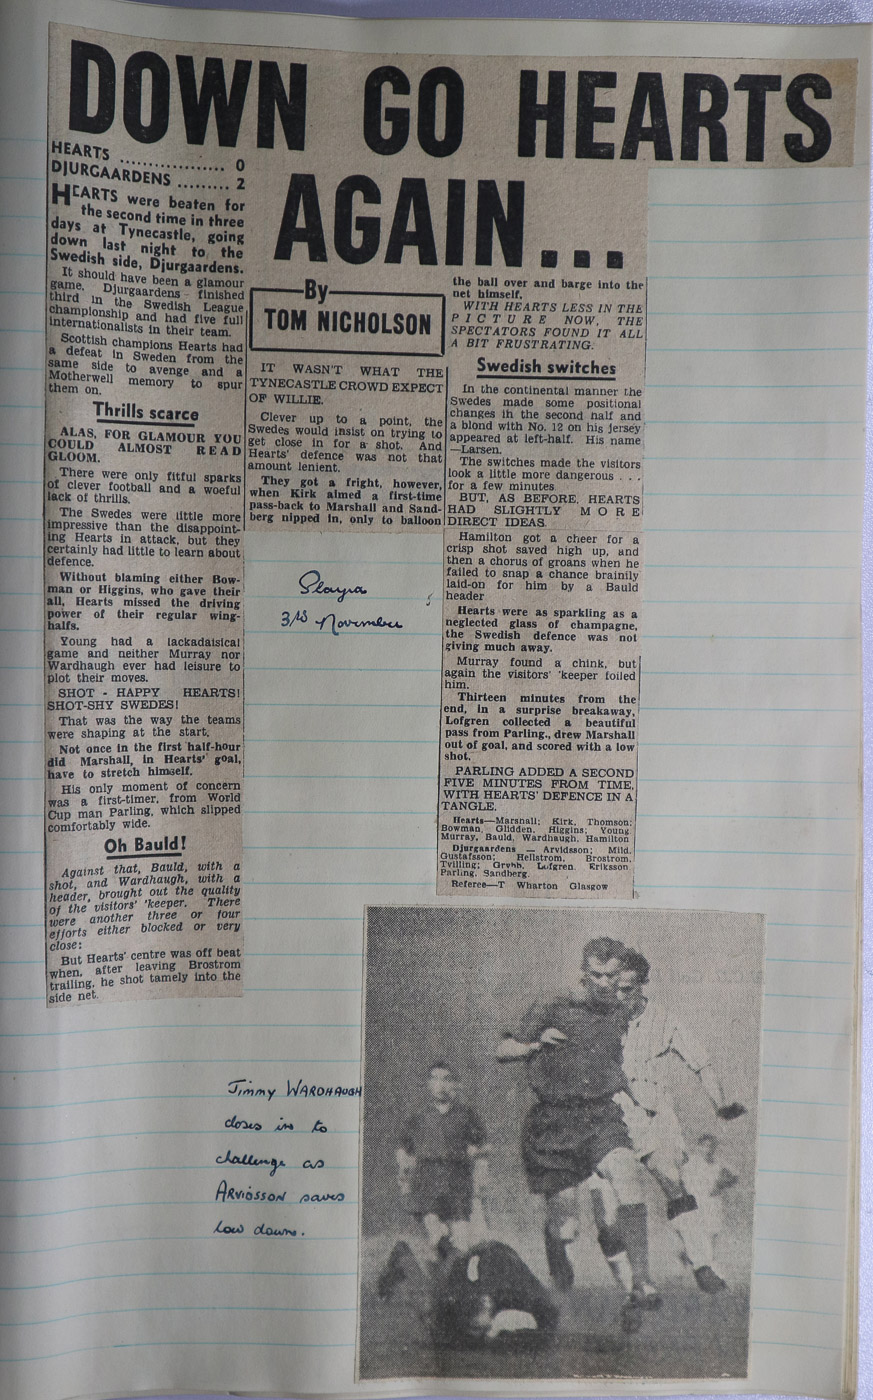 DOWN GO HEARTS
AGAIN...
HEARTS ................ 0
DJURGAARDENS ......... 2
HEARTS were beaten for
the second time in three
days at Tynecastle, going
down last night to the
Swedish side, Djurgaardens.
It should have been a glamour
game, Djurgaardens finished
third in the Swedish League
championship and had five full
internationalists in their team.
Scottish champions Hearts had
a defeat in Sweden from the
same side to avenge and a
Motherwell memory to spur
them on.
Thrills scarce
ALAS, FOR GLAMOUR YOU
COULD ALMOST READ
GLOOM.
There were only fitful sparks
of clever football and a woeful
lack of thrills.
The Swedes were little more
impressive than the disappoint-
ing Hearts in attack, but they
certainly had little to learn about
defence.
Without blaming either Bow-
man or Higgins, who gave their
all, Hearts missed the driving
power of their regular wing-
halfs.
Young had a lackadaisical
game and neither Murray nor
Wardhaugh ever had leisure to
plot their moves.
SHOT - HAPPY HEARTS!
SHOT-SHY SWEDES!
That was the way the teams
were shaping at the start.
Not once in the first half-hour
did Marshall, in Hearts' goal,
have to stretch himself.
His only moment of concern
was a first-timer, from World
Cup man Parling, which slipped
comfortably wide.
Oh Bauld!
Against that, Bauld, with a
shot, and Wardhaugh, with a
header, brought out the quality
of the visitors' 'keeper. There
were another three or four
efforts either blocked or very
close:
But Hearts' centre was off beat
when, after leaving Brostrom
trailing, he shot tamely into the
side net.
By
TOM NICHOLSON
IT WASN'T WHAT THE
TYNECASTLE CROWD EXPECT
OF WILLIE.
Clever up to a point, the
Swedes would insist on trying to
get close in for a shot. And
Hearts' defence was not that
amount lenient.
They got a fright, however,
when Kirk aimed a first-time
pass-back to Marshall and Sand-
berg nipped in, only to balloon
the ball over and barge into the
net himself.
WITH HEARTS LESS IN THE
PICTURE NOW, THE
SPECTATORS FOUND IT ALL
A BIT FRUSTRATING.
Swedish switches
In the continental manner the
Swedes made some positional
changes in the second half and
a blond with No. 12 on his jersey
appeared at left-half. His name
—Larsen.
The switches made the visitors
look a little more dangerous . . .
for a few minutes
BUT, AS BEFORE, HEARTS
HAD SLIGHTLY MORE
DIRECT IDEAS.
Hamilton got a cheer for a
crisp shot saved high up, and
then a chorus of groans when he
failed to snap a chance brainily
laid-on for him by a Bauld
header
Hearts were as sparkling as a
neglected glass of champagne,
the Swedish defence was not
giving much away.
Murray found a chink, but
again the visitors' 'keeper foiled
him.
Thirteen minutes from the
end, in a surprise breakaway,
Lofgren collected a beautiful
pass from Parling., drew Marshall
out of goal, and scored with a low
shot.
PARLING ADDED A SECOND
FIVE MINUTES FROM TIME,
WITH HEARTS' DEFENCE IN A
TANGLE.
Hearts—Marshall; Kirk, Thomson;
Bowman, Glidden, Higgins; Young
Murray, Bauld, Wardhaugh, Hamilton
Djurgaardens — Arvidsson; Mild,
Gustafsson; Hellstrom, Brostrom,
Tvilling; Lofgren, Eriksson
Parling, Sandberg.
Referee—T Wharton Glasgow
Played
3rd November
Jimmy WARDHAUGH
closes in to
challenge as
ARVIDSSON saves
low down.